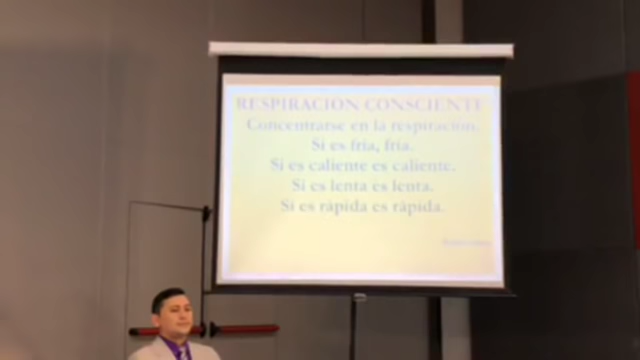 RESPIRACION CONSCIENTE
Concentrarse en la respiración.
Si es fría, fría.
Si es caliente es caliente.
Si es lenta es lenta.
Si es rápida es rápida.